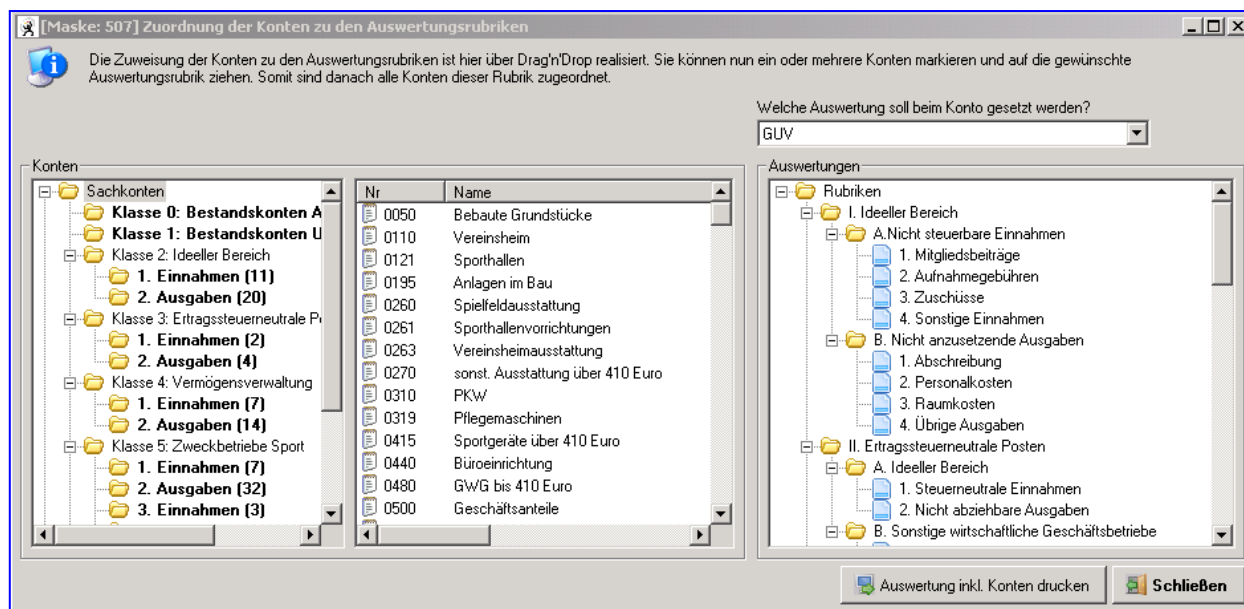 [Maske: 507] Zuordnung der Konten zu den Auswertungsrubriken
Die Zuweisung der Konten zu den Auswertungsrubriken ist hier über Drag'n'Drop realisiert. Sie können nun ein oder mehrere Konten markieren und auf die gewünschte
Auswertungsrubrik ziehen. Somit sind danach alle Konten dieser Rubrik zugeordnet.
Welche Auswertung soll beim Konto gesetzt werden?
GUV
Konten
Sachkonten
Klasse 0: Bestandskonten A
Klasse 1: Bestandskonten U
Klasse 2: Ideeller Bereich
1. Einnahmen (11)
2. Ausgaben (20)
Klasse 3: Ertragssteuerneutrale P
1. Einnahmen (2)
2. Ausgaben (4)
Klasse 4: Vermögensverwaltung
1. Einnahmen (7)
2. Ausgaben (14)
Klasse 5: Zweckbetriebe Sport
1. Einnahmen (7)
2. Ausgaben (32)
3. Einnahmen (3)
Nr Name
0050 Bebaute Grundstücke
0110 Vereinsheim
0121 Sporthallen
0195 Anlagen im Bau
0260 Spielfeldausstattung
0261 Sporthallenvorrichtungen
0263 Vereinsheimausstattung
0270 sonst. Ausstattung über 410 Euro
0310 PKW
0319 Pflegemaschinen
0415 Sportgeräte über 410 Euro
0440 Büroeinrichtung
0480 GWG bis 410 Euro
0500 Geschäftsanteile
Auswertungen
Rubriken
I. Ideeller Bereich
A.Nicht steuerbare Einnahmen
1. Mitgliedsbeiträge
2. Aufnahmegebühren
3. Zuschüsse
4. Sonstige Einnahmen
B. Nicht anzusetzende Ausgaben
1. Abschreibung
2. Personalkosten
3. Raumkosten
4. Übrige Ausgaben
II. Ertragssteuerneutrale Posten
A. Ideeller Bereich
1. Steuerneutrale Einnahmen
2. Nicht abziehbare Ausgaben
B. Sonstige wirtschaftliche Geschäftsbetriebe
Auswertung inkl. Konten drucken
Schließen